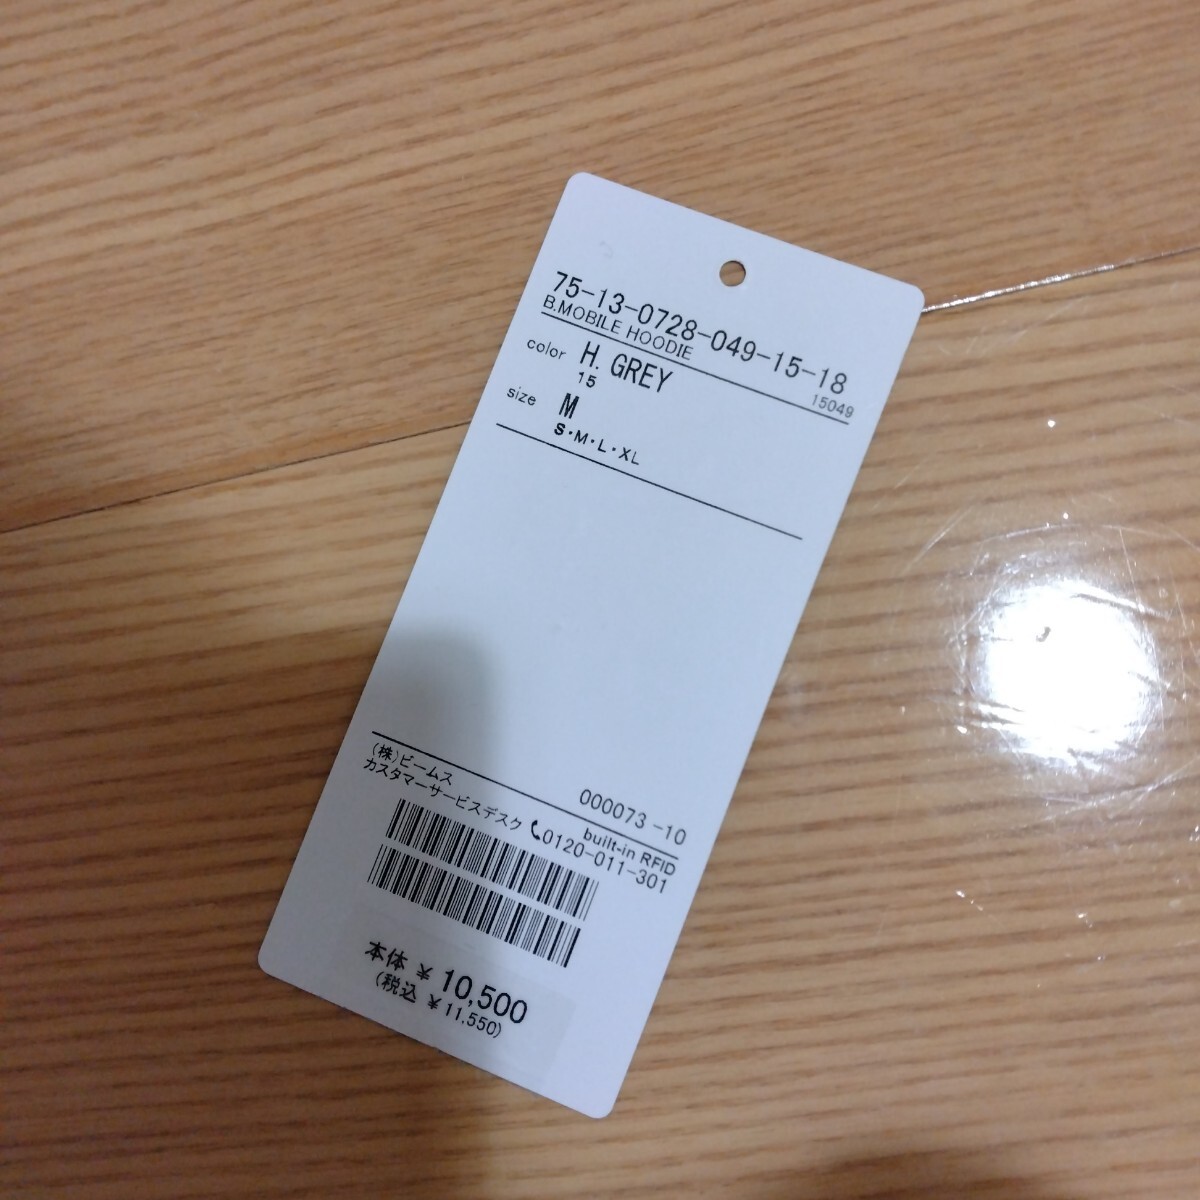 75-13-0728-049-15-18
B.MOBILE HOODIE 15049
color H. GREY
15
size M
S・M・L・XL
000073 -10
(株)ビームス built-in RFID
カスタマーサービスデスク 0120-011-301
本体 ¥ 10,500
(税込 ¥11,550)